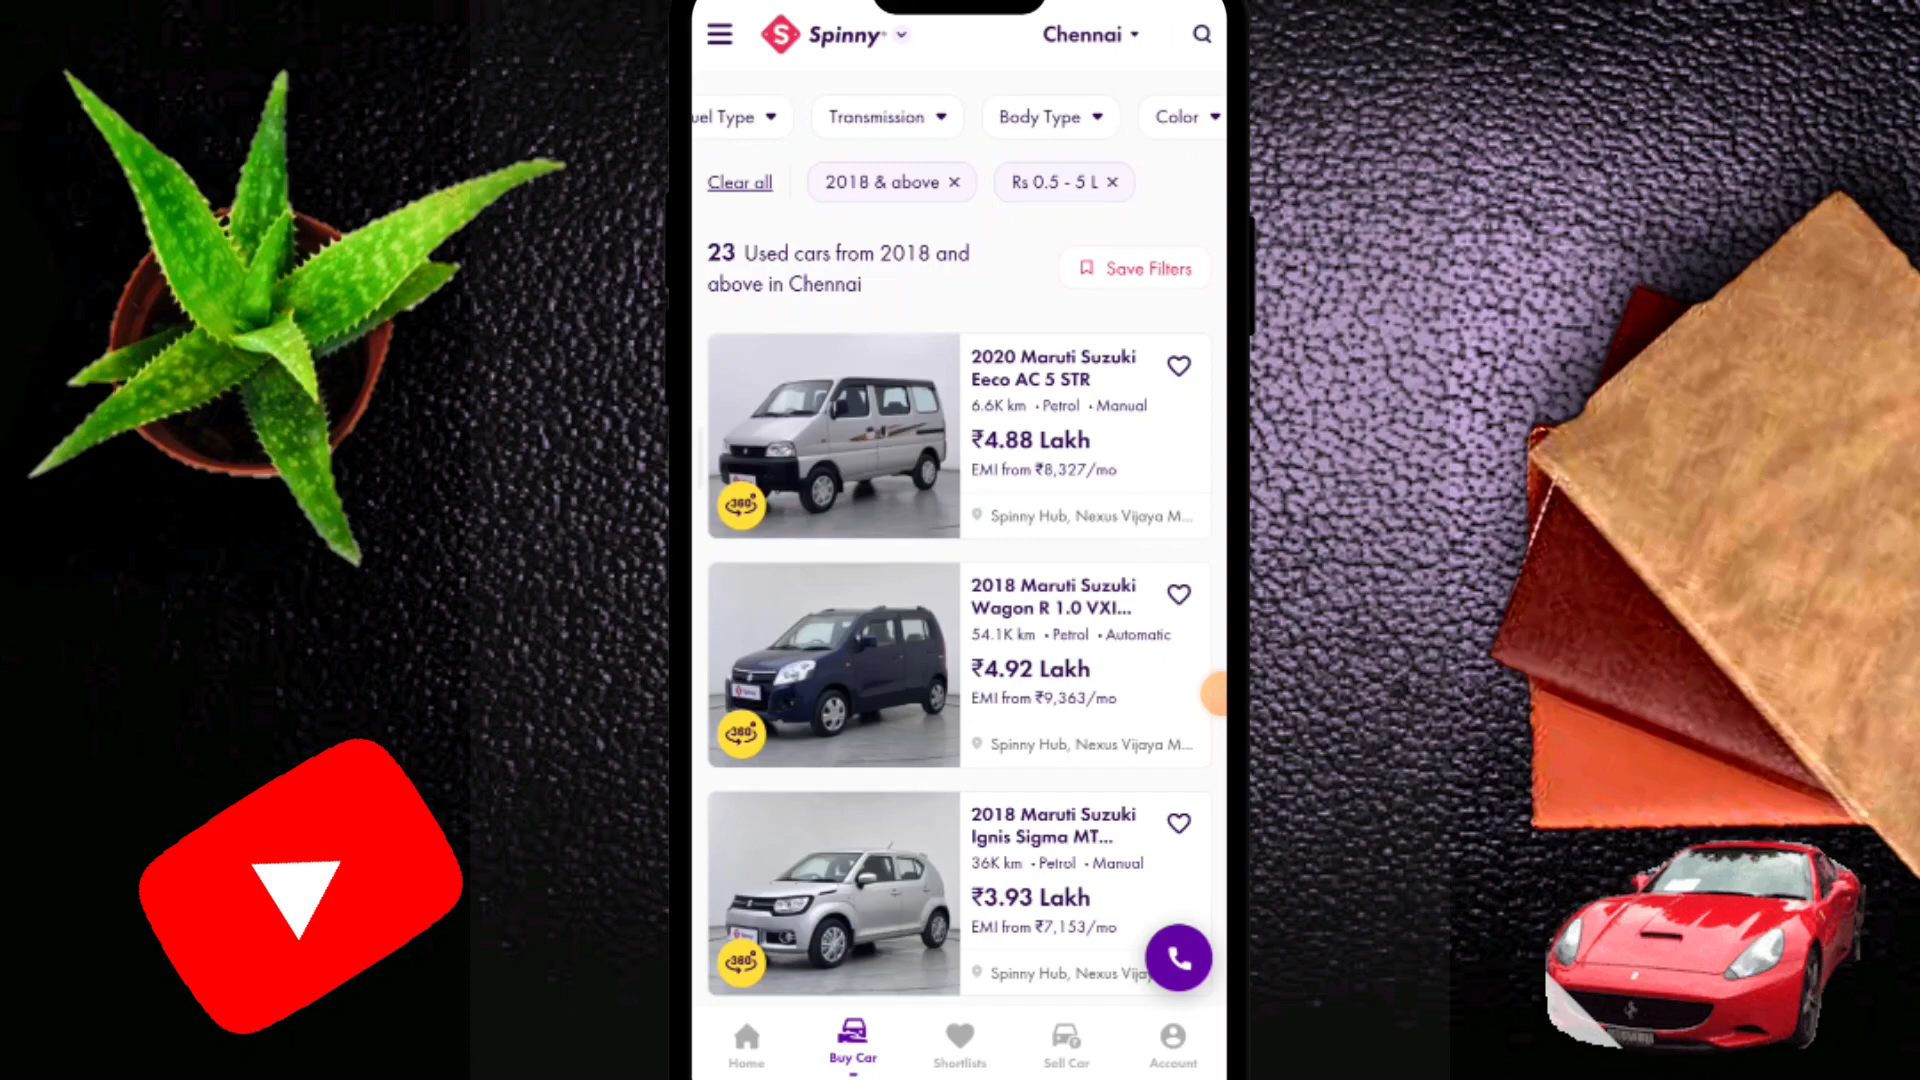 Spinny
Chennai
uel Type
Transmission
Body Type
Color
Clear all
2018 & above ×
Rs 0.5 - 5 L ×
23 Used cars from 2018 and
above in Chennai
Save Filters
2020 Maruti Suzuki
Eeco AC 5 STR
6.6K km • Petrol • Manual
₹4.88 Lakh
EMI from ₹8,327/mo
Spinny Hub, Nexus Vijaya M...
360°
2018 Maruti Suzuki
Wagon R 1.0 VXI...
54.1K km • Petrol • Automatic
₹4.92 Lakh
EMI from ₹9,363/mo
Spinny Hub, Nexus Vijaya M...
360°
2018 Maruti Suzuki
Ignis Sigma MT...
36K km • Petrol • Manual
₹3.93 Lakh
EMI from ₹7,153/mo
Spinny Hub, Nexus Vijay
360°
Home
Buy Car
Shortlists
Sell Car
Account